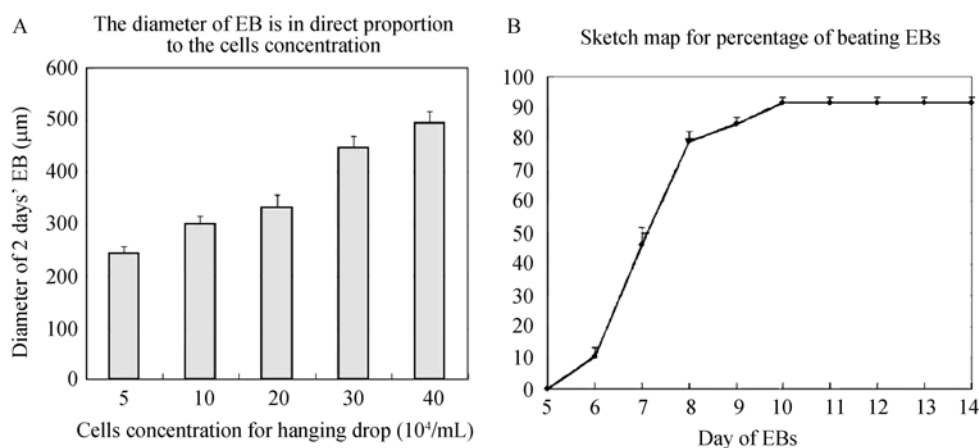 A
The diameter of EB is in direct proportion
to the cells concentration
Diameter of 2 days' EB (μm)
600
500
400
300
200
100
0
5 10 20 30 40
Cells concentration for hanging drop (10⁴/mL)
B
Sketch map for percentage of beating EBs
100
90
80
70
60
50
40
30
20
10
0
5 6 7 8 9 10 11 12 13 14
Day of EBs